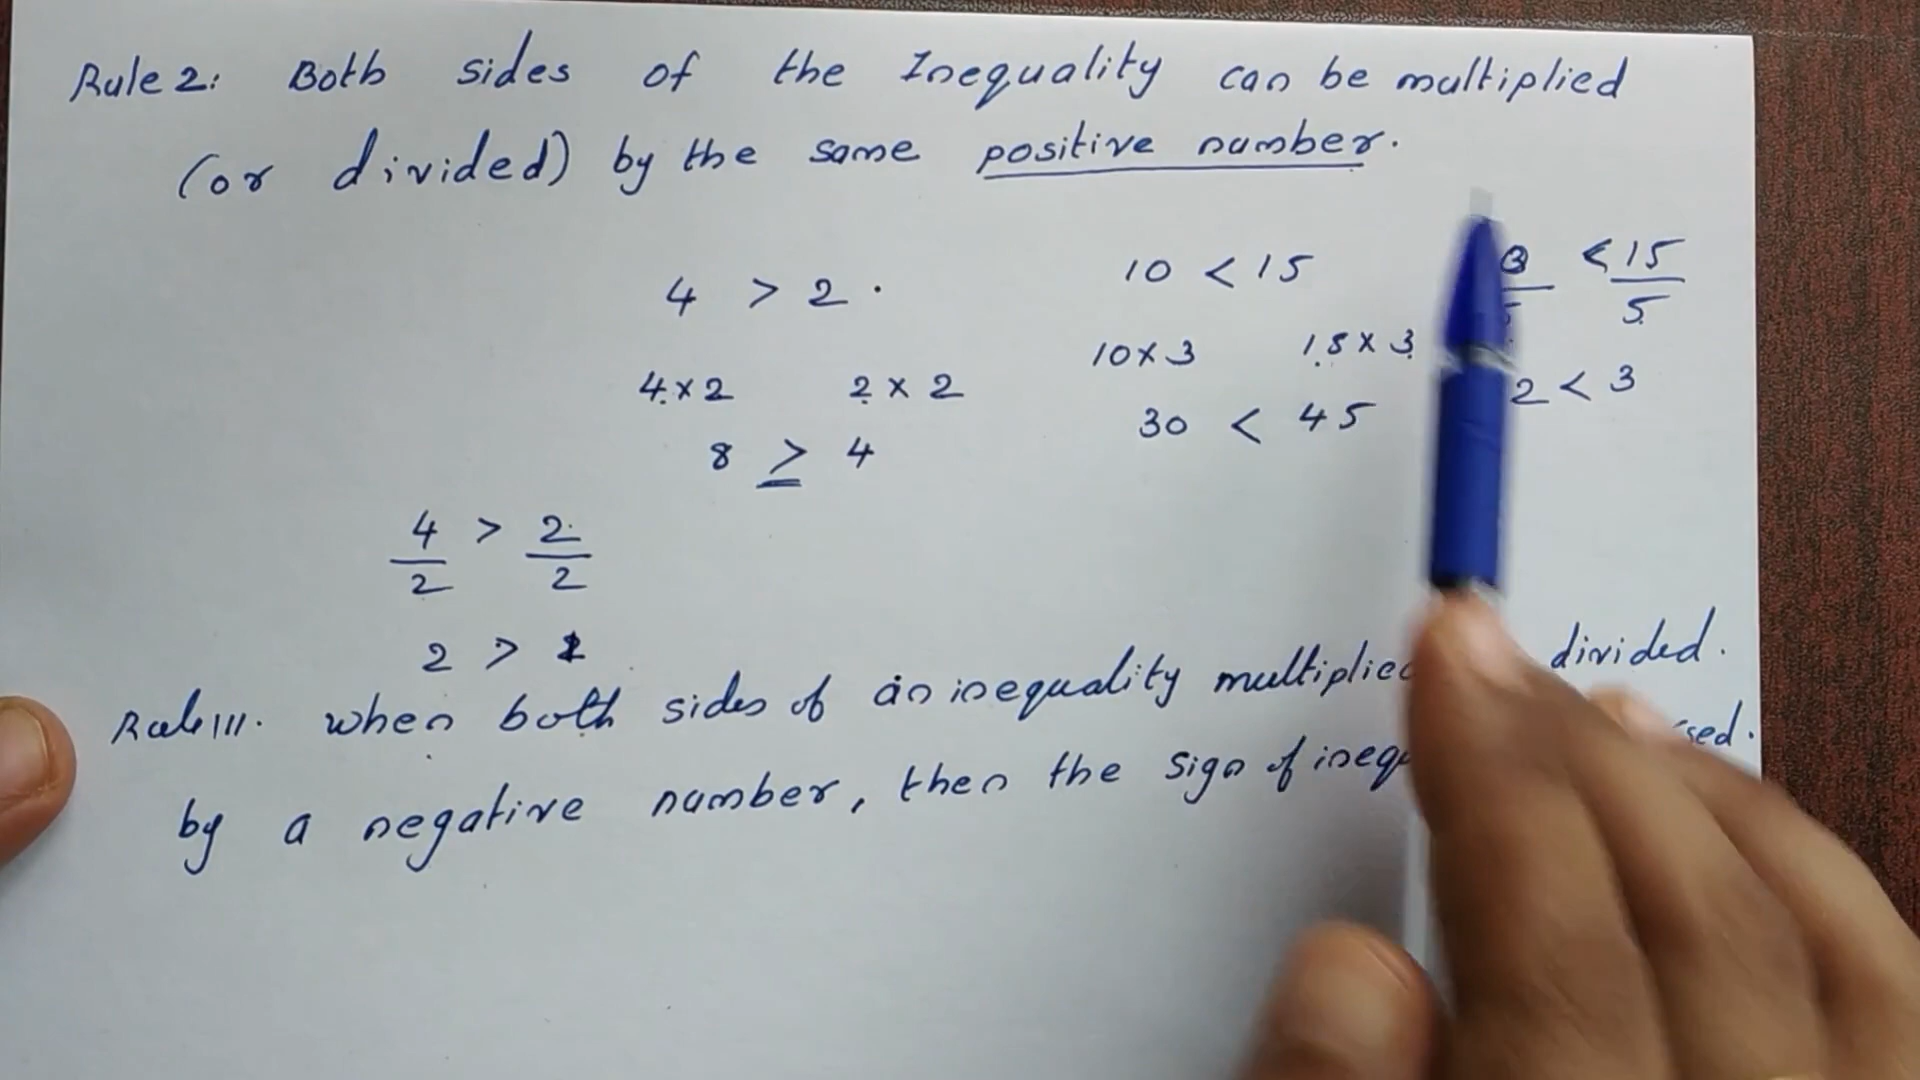 Rule 2: Both sides of the Inequality can be multiplied
(or divided) by the same positive number.
4 > 2
10 < 15
< 15
5
10 x 3 15 x 3
4 x 2 2 x 2
2 < 3
30 < 45
8 > 4
4 > 2
2 2
2 > 1
Rule III. when both sides of an inequality multiplied divided.
by a negative number, then the sign of